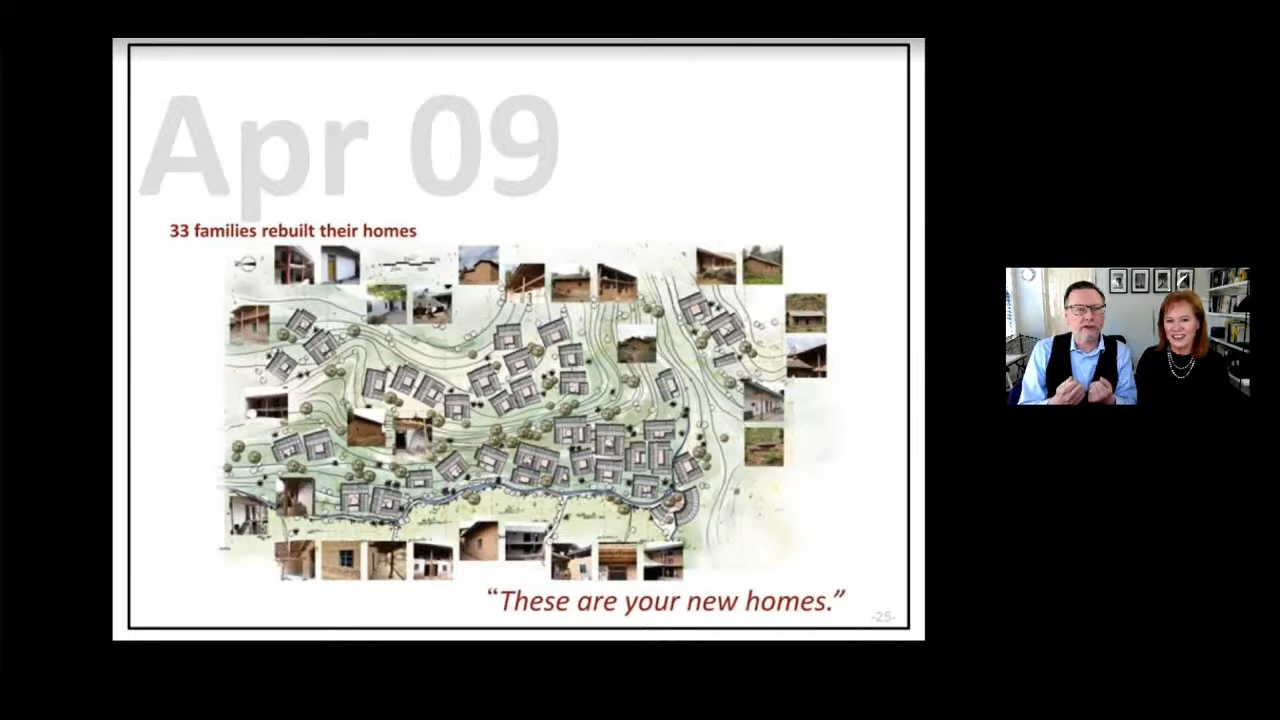 Apr 09
33 families rebuilt their homes
“These are your new homes.”
-25-